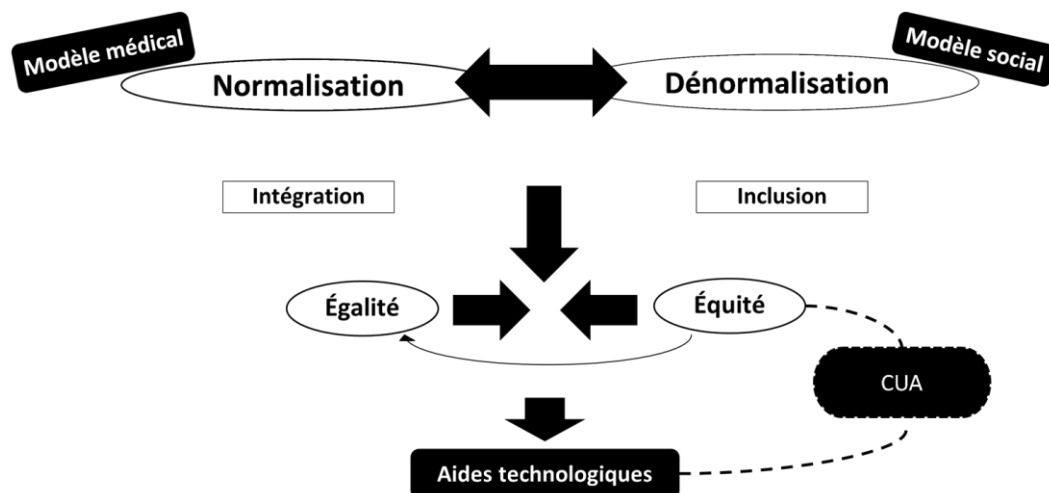 Modèle médical
Modèle social
Normalisation
Dénormalisation
Intégration
Inclusion
Égalité
Équité
CUA
Aides technologiques